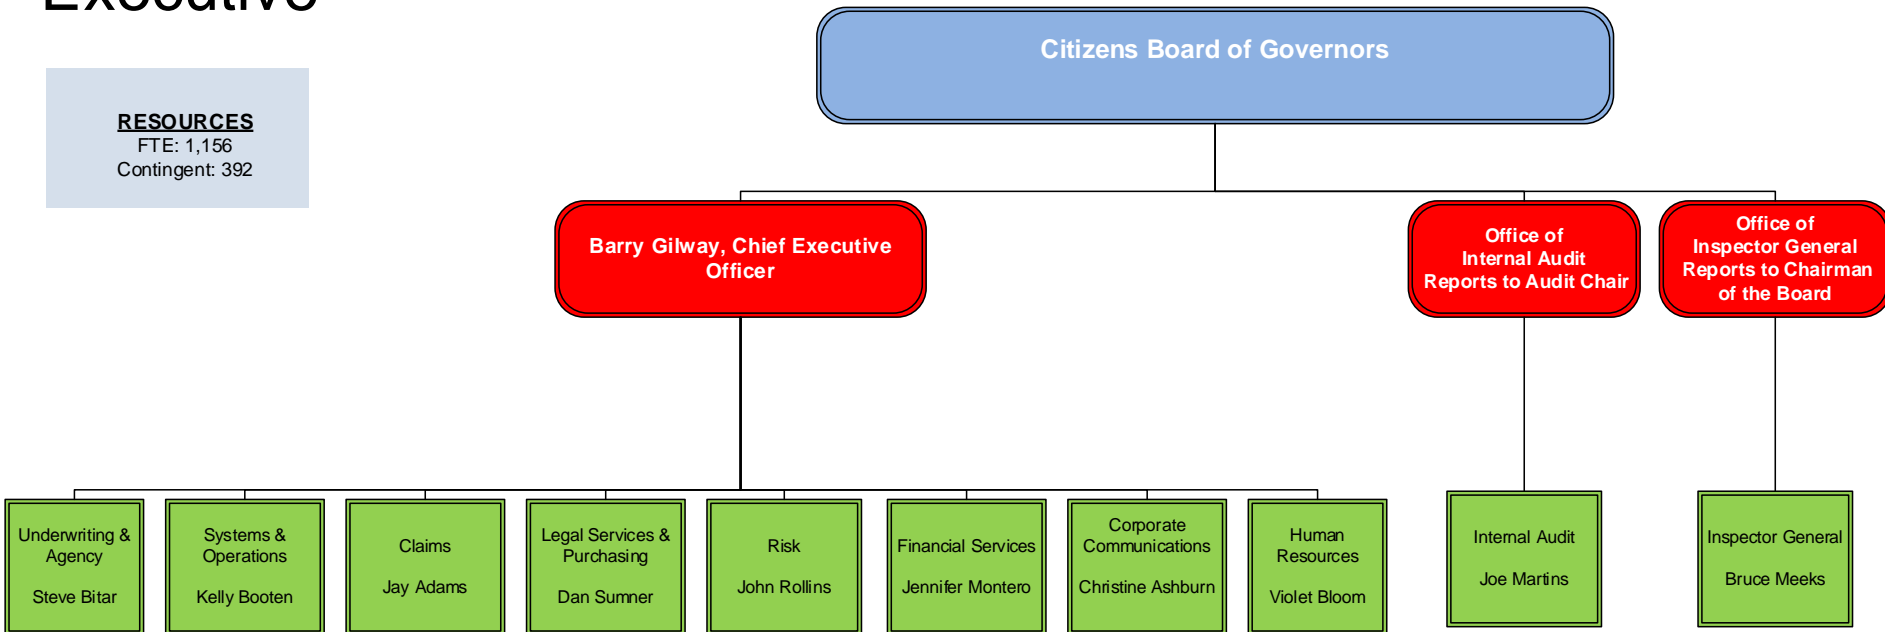 Executive
Citizens Board of Governors
RESOURCES
FTE: 1,156
Contingent: 392
Barry Gilway, Chief Executive
Officer
Office of
Internal Audit
Reports to Audit Chair
Office of
Inspector General
Reports to Chairman
of the Board
Underwriting &
Agency
Steve Bitar
Systems &
Operations
Kelly Booten
Claims
Jay Adams
Legal Services &
Purchasing
Dan Sumner
Risk
John Rollins
Financial Services
Jennifer Montero
Corporate
Communications
Christine Ashburn
Human
Resources
Violet Bloom
Internal Audit
Joe Martins
Inspector General
Bruce Meeks